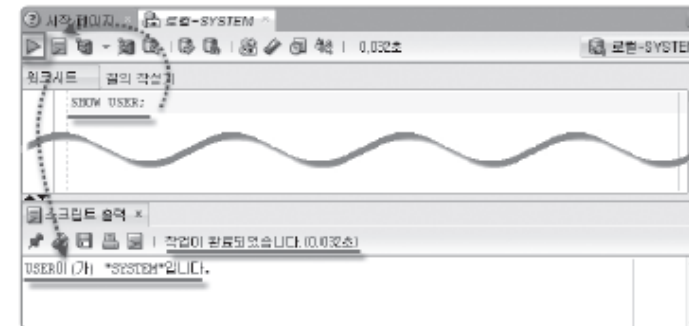 시작 페이지... 로컬-SYSTEM ×
0,032초 로컬-SYSTEM
워크시트 질의 작성기
SHOW USER;
스크립트 출력 ×
작업이 완료되었습니다.(0,032초)
USER이(가) "SYSTEM"입니다.